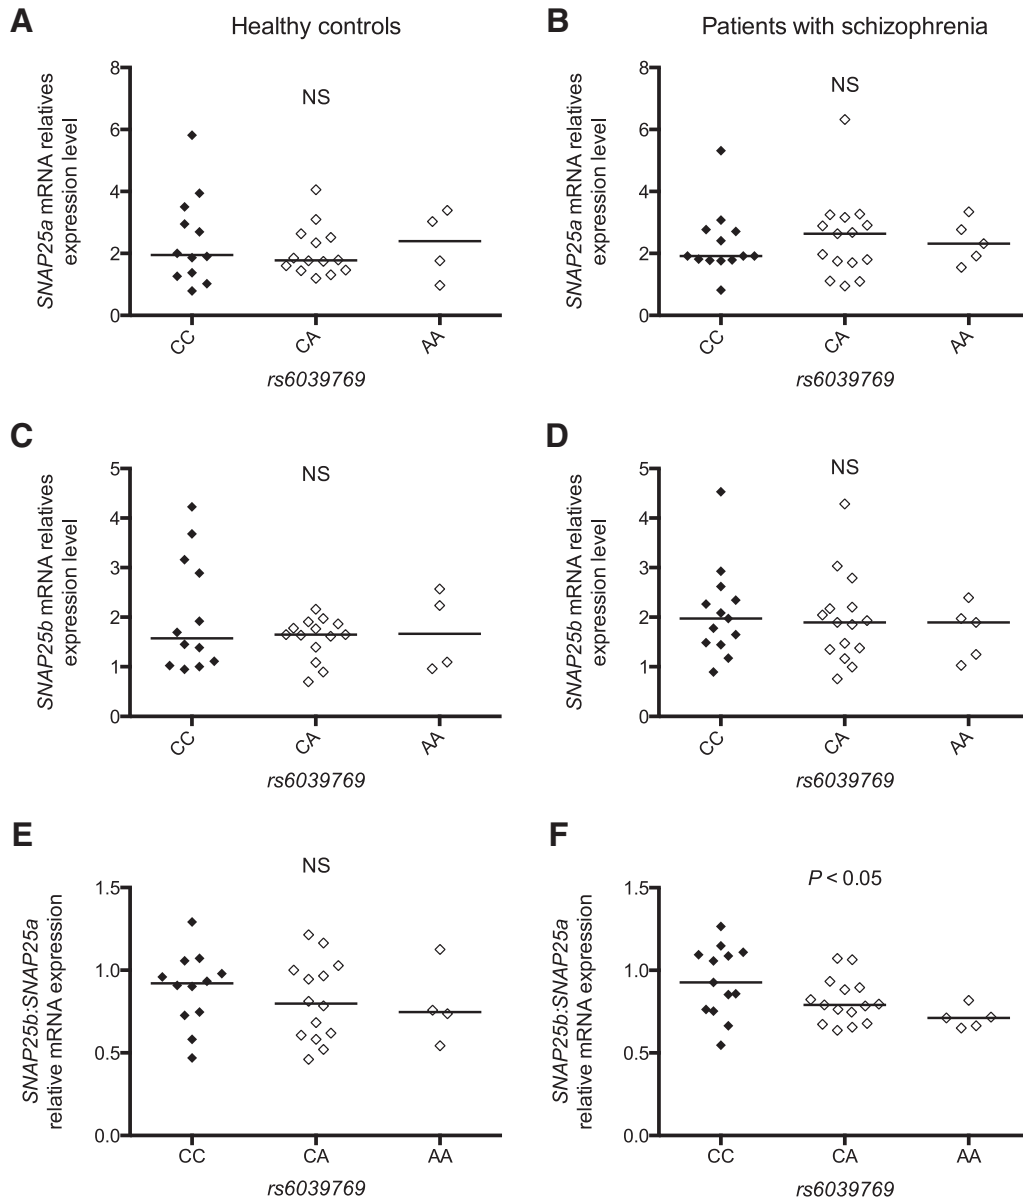 A
Healthy controls
B
Patients with schizophrenia
SNAP25a mRNA relatives
expression level
8
6
4
2
0
NS
CC
CA
AA
rs6039769
SNAP25a mRNA relatives
expression level
8
6
4
2
0
NS
CC
CA
AA
rs6039769
C
SNAP25b mRNA relatives
expression level
5
4
3
2
1
0
NS
CC
CA
AA
rs6039769
D
SNAP25b mRNA relatives
expression level
5
4
3
2
1
0
NS
CC
CA
AA
rs6039769
E
SNAP25b:SNAP25a
relative mRNA expression
1.5
1.0
0.5
0.0
NS
CC
CA
AA
rs6039769
F
SNAP25b:SNAP25a
relative mRNA expression
1.5
1.0
0.5
0.0
P < 0.05
CC
CA
AA
rs6039769